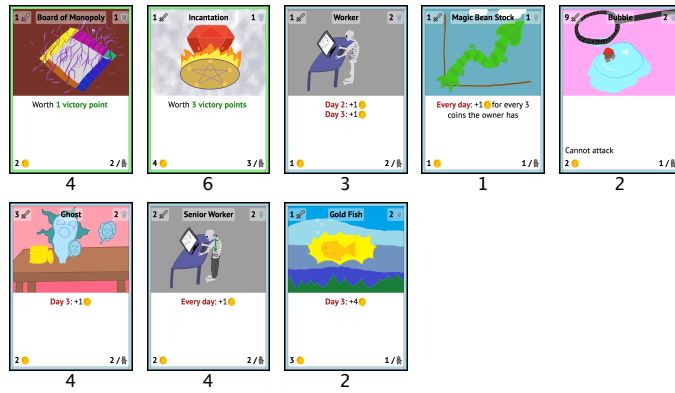 1 Board of Monopoly 1
Worth 1 victory point
2 2 /
4
1 Incantation 1
Worth 3 victory points
4 3 /
6
1 Worker 2
Day 2: +1
Day 3: +1
1 2 /
3
1 Magic Bean Stock 1
Every day: +1 for every 3
coins the owner has
1 1 /
1
9 Bubble 2
Cannot attack
2 1 /
2
3 Ghost 2
Day 3: +1
2 2 /
4
2 Senior Worker 2
Every day: +1
2 2 /
4
1 Gold Fish 2
Day 3: +4
3 1 /
2